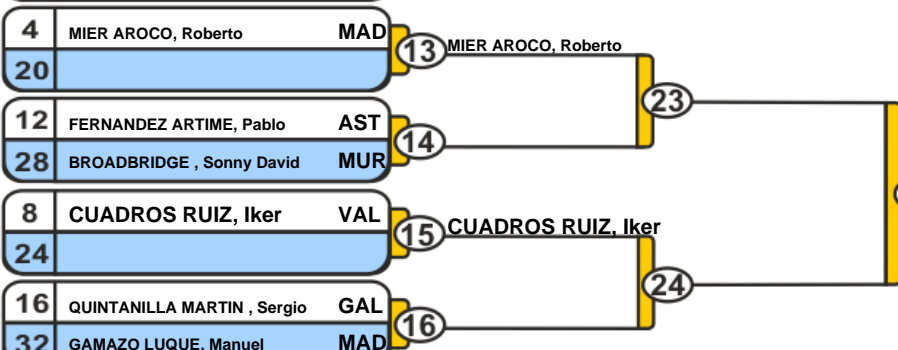 4 MIER AROCO, Roberto MAD
13 MIER AROCO, Roberto
20
23
12 FERNANDEZ ARTIME, Pablo AST
14
28 BROADBRIDGE , Sonny David MUR
8 CUADROS RUIZ, Iker VAL
15 CUADROS RUIZ, Iker
24
24
16 QUINTANILLA MARTIN , Sergio GAL
16
32 GAMAZO LUQUE, Manuel MAD